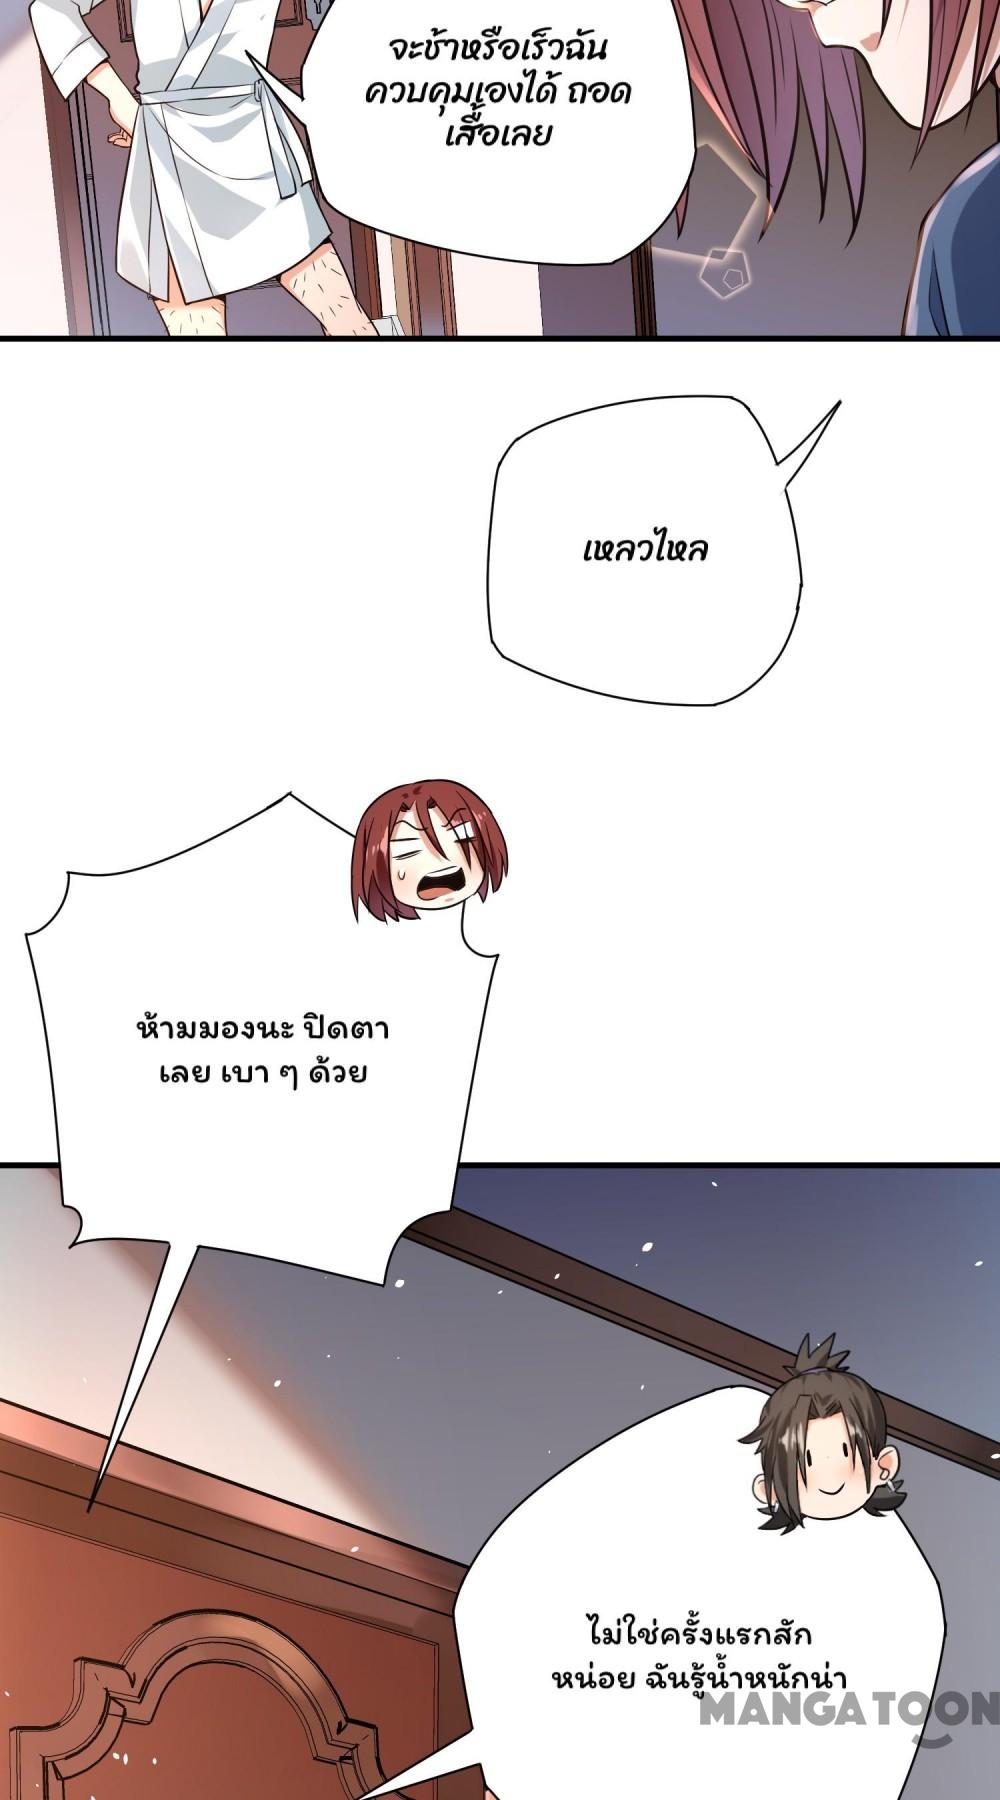 จะช้าหรือเร็วฉัน
ควบคุมเองได้ ถอด
เสื้อเลย
เหลวไหล
ห้ามมองนะ ปิดตา
เลย เบา ๆ ด้วย
ไม่ใช่ครั้งแรกสัก
หน่อย ฉันรู้น้ำหนักน่า
MANGATOON